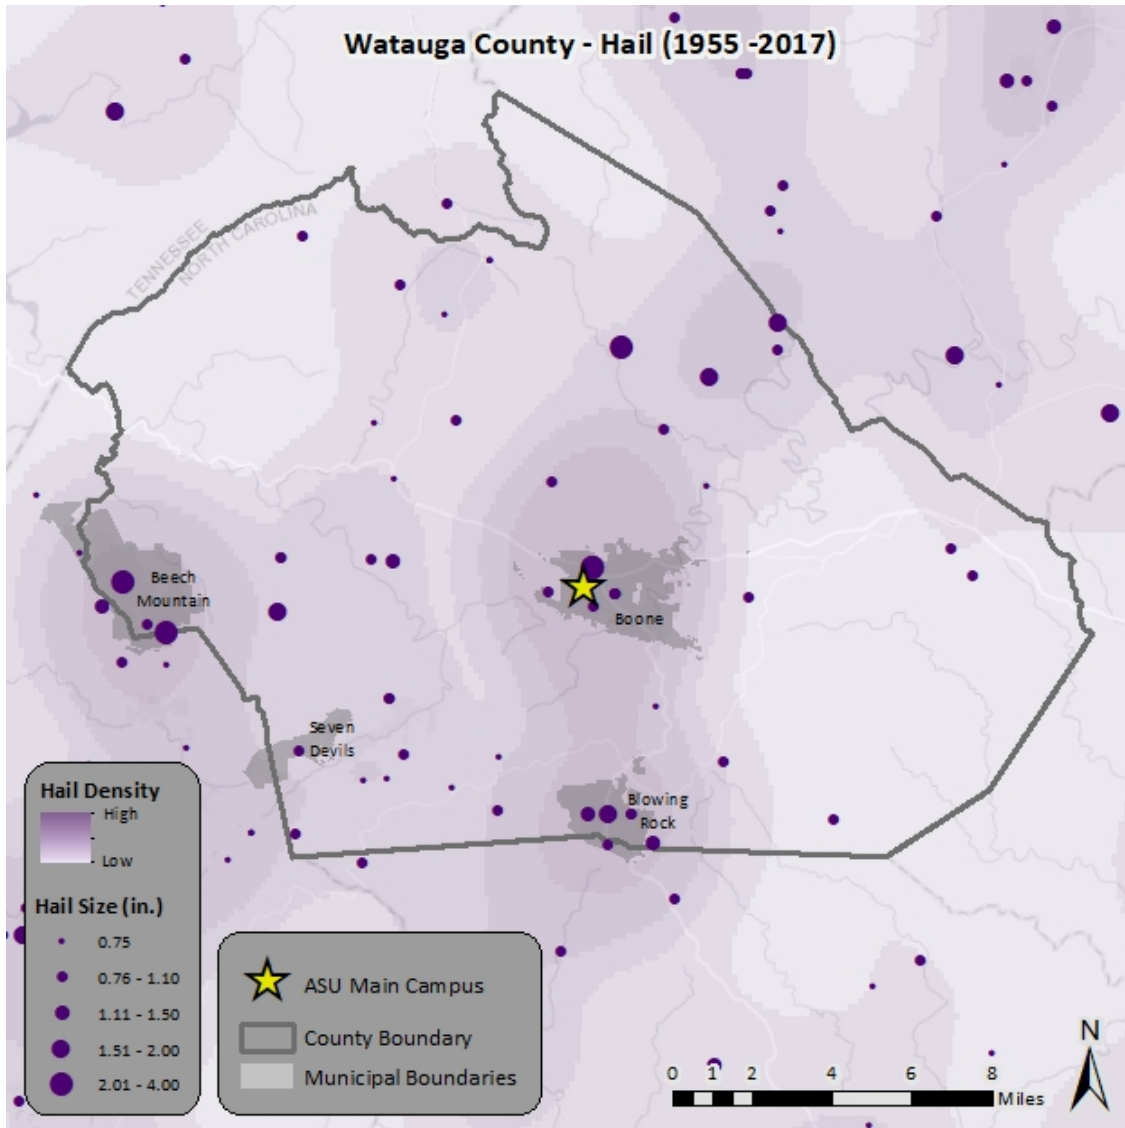 Watauga County - Hail (1955 -2017)
TENNESSEE
NORTH CAROLINA
Beech
Mountain
Boone
Seven
Devils
Blowing
Rock
Hail Density
High
Low
Hail Size (in.)
0.75
0.76 - 1.10
1.11 - 1.50
1.51 - 2.00
2.01 - 4.00
ASU Main Campus
County Boundary
Municipal Boundaries
N
0 1 2 4 6 8
Miles